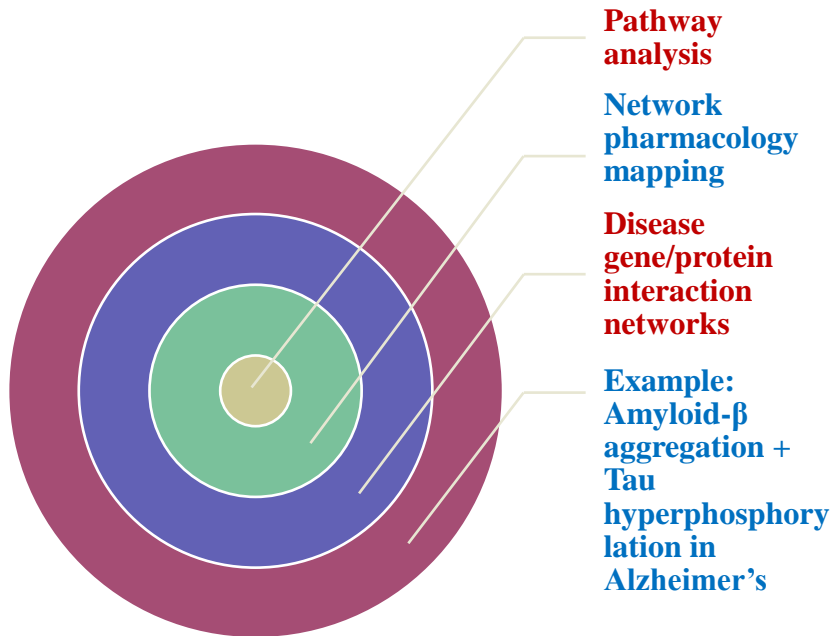 Pathway
analysis
Network
pharmacology
mapping
Disease
gene/protein
interaction
networks
Example:
Amyloid-β
aggregation +
Tau
hyperphosphory
lation in
Alzheimer’s